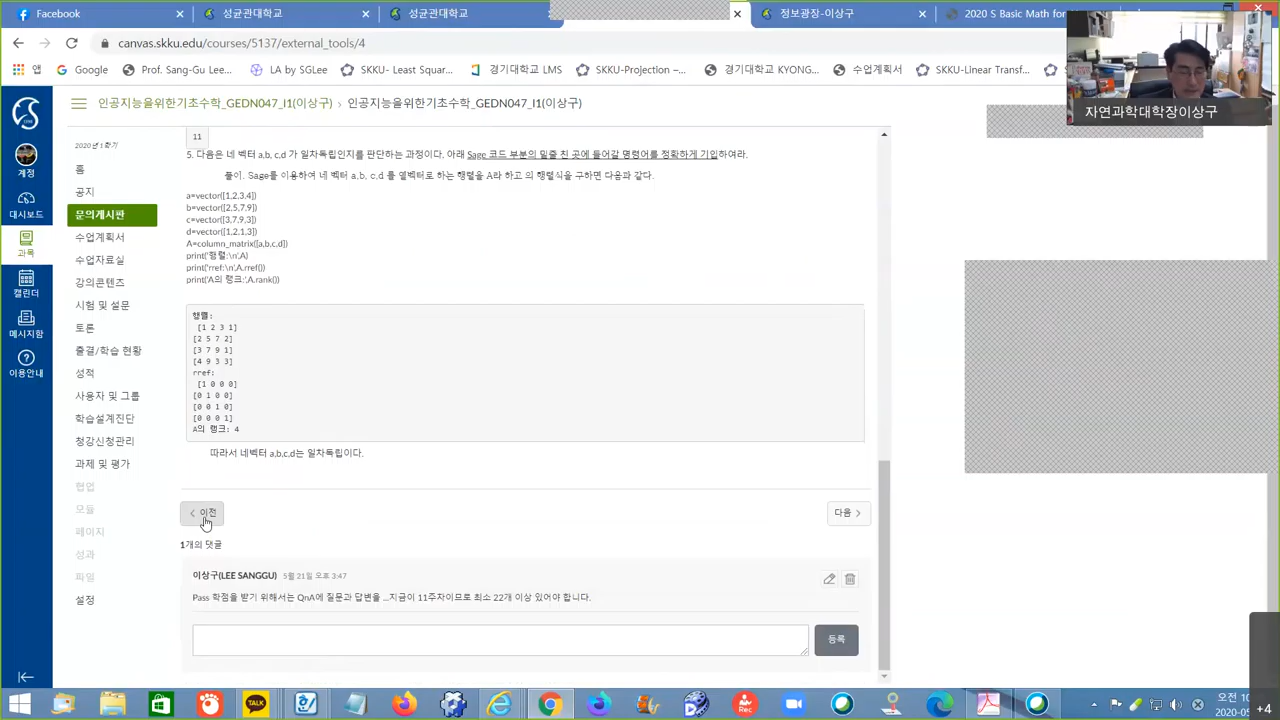 Facebook
성균관대학교
성균관대학교
정보광장-이상구
2020 S Basic Math for
canvas.skku.edu/courses/5137/external_tools/4
앱
Google
Prof. Sang-Gu Lee...
LA by SGLee
SKKU- Least Squar...
경기대학교 LMS
SKKU-Projection –...
경기대학교 KYONG...
수업계획서
SKKU-Linear Transf...
자연과학대학장이상구
인공지능을위한기초수학_GEDN047_I1(이상구) › 인공지능을위한기초수학_GEDN047_I1(이상구)
계정
대시보드
과목
캘린더
메시지함
이용안내
2020년 1학기
홈
공지
문의게시판
수업계획서
수업자료실
강의콘텐츠
시험 및 설문
토론
출결/학습 현황
성적
사용자 및 그룹
학습설계진단
청강신청관리
과제 및 평가
협업
모듈
페이지
성과
파일
설정
11
5. 다음은 네 벡터 a,b, c,d 가 일차독립인지를 판단하는 과정이다. 아래 Sage 코드 부분의 밑줄 친 곳에 들어갈 명령어를 정확하게 기입하여라.
풀이. Sage를 이용하여 네 벡터 a,b, c,d 를 열벡터로 하는 행렬을 A라 하고 의 행렬식을 구하면 다음과 같다.
a=vector([1,2,3,4])
b=vector([2,5,7,9])
c=vector([3,7,9,3])
d=vector([1,2,1,3])
A=column_matrix([a,b,c,d])
print('행렬:\n',A)
print('rref:\n',A.rref())
print('A의 랭크:',A.rank())
행렬:
[1 2 3 1]
[2 5 7 2]
[3 7 9 1]
[4 9 3 3]
rref:
[1 0 0 0]
[0 1 0 0]
[0 0 1 0]
[0 0 0 1]
A의 랭크: 4
따라서 네벡터 a,b,c,d는 일차독립이다.
이전
다음
1개의 댓글
이상구(LEE SANGGU) 5월 21일 오후 3:47
Pass 학점을 받기 위해서는 QnA에 질문과 답변을 ...지금이 11주차이므로 최소 22개 이상 있어야 합니다.
등록
TALK
Rec
오전 10
2020-05
+4